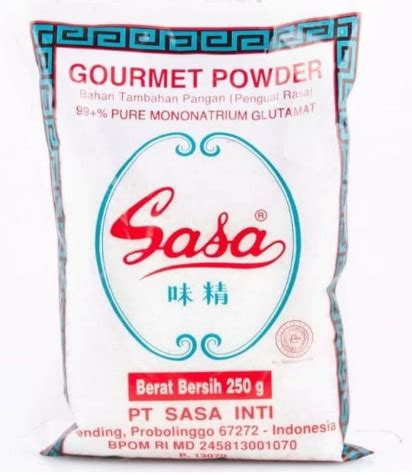 GOURMET POWDER
Bahan Tambahan Pangan (Penguat Rasa)
99+% PURE MONONATRIUM GLUTAMAT
Sasa ®
味精
Berat Bersih 250 g
PT SASA INTI
ending, Probolinggo 67272 - Indonesia
BPOM RI MD 245813001070